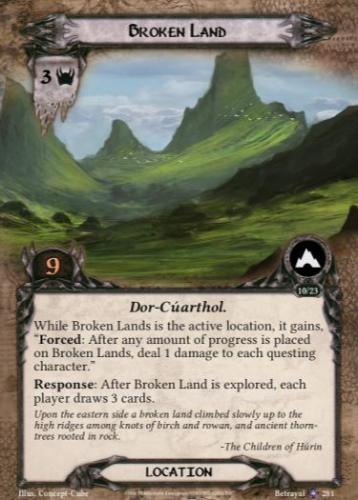 Broken Land
3
9
10/23
Dor-Cúarthol.
While Broken Lands is the active location, it gains,
"Forced: After any amount of progress is placed
on Broken Lands, deal 1 damage to each questing
character."
Response: After Broken Land is explored, each
player draws 3 cards.
Upon the eastern side a broken land climbed slowly up to the
high ridges among knots of birch and rowan, and ancient thorn-
trees rooted in rock.
-The Children of Húrin
LOCATION
Illus. Concept-Cube
Betrayal 281